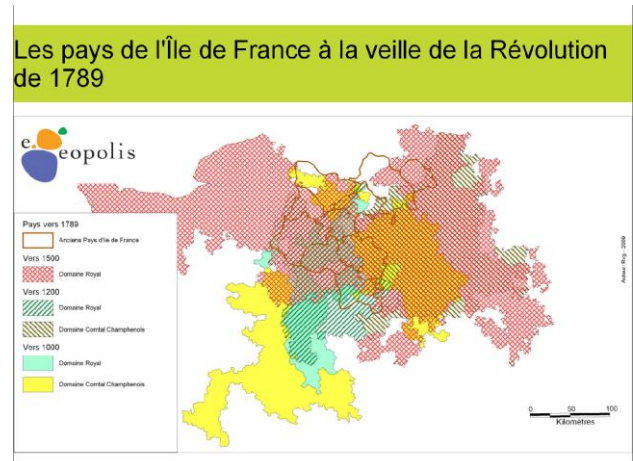 Les pays de l'Île de France à la veille de la Révolution
de 1789
e.
eopolis
Pays vers 1789
Anciens Pays d'Ile de France
Vers 1500
Domaine Royal
Vers 1200
Domaine Royal
Domaine Comtal Champenois
Vers 1000
Domaine Royal
Domaine Comtal Champenois
0 50 100
Kilomètres